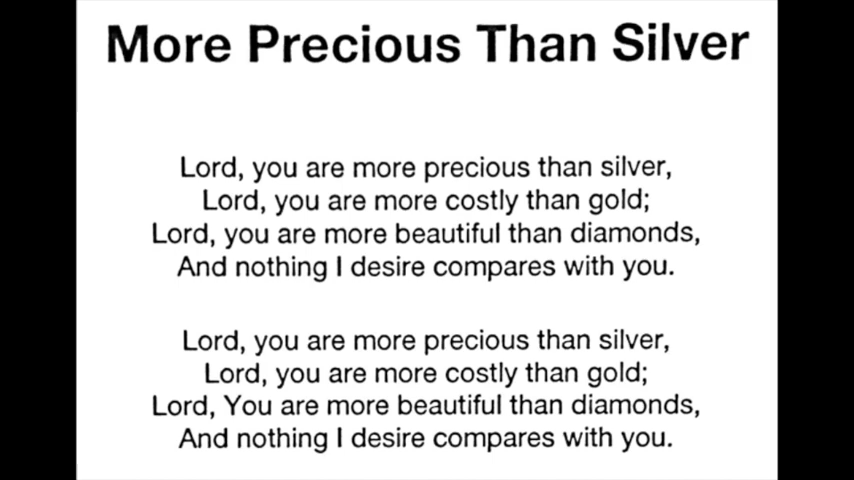 More Precious Than Silver
Lord, you are more precious than silver,
Lord, you are more costly than gold;
Lord, you are more beautiful than diamonds,
And nothing I desire compares with you.
Lord, you are more precious than silver,
Lord, you are more costly than gold;
Lord, You are more beautiful than diamonds,
And nothing I desire compares with you.